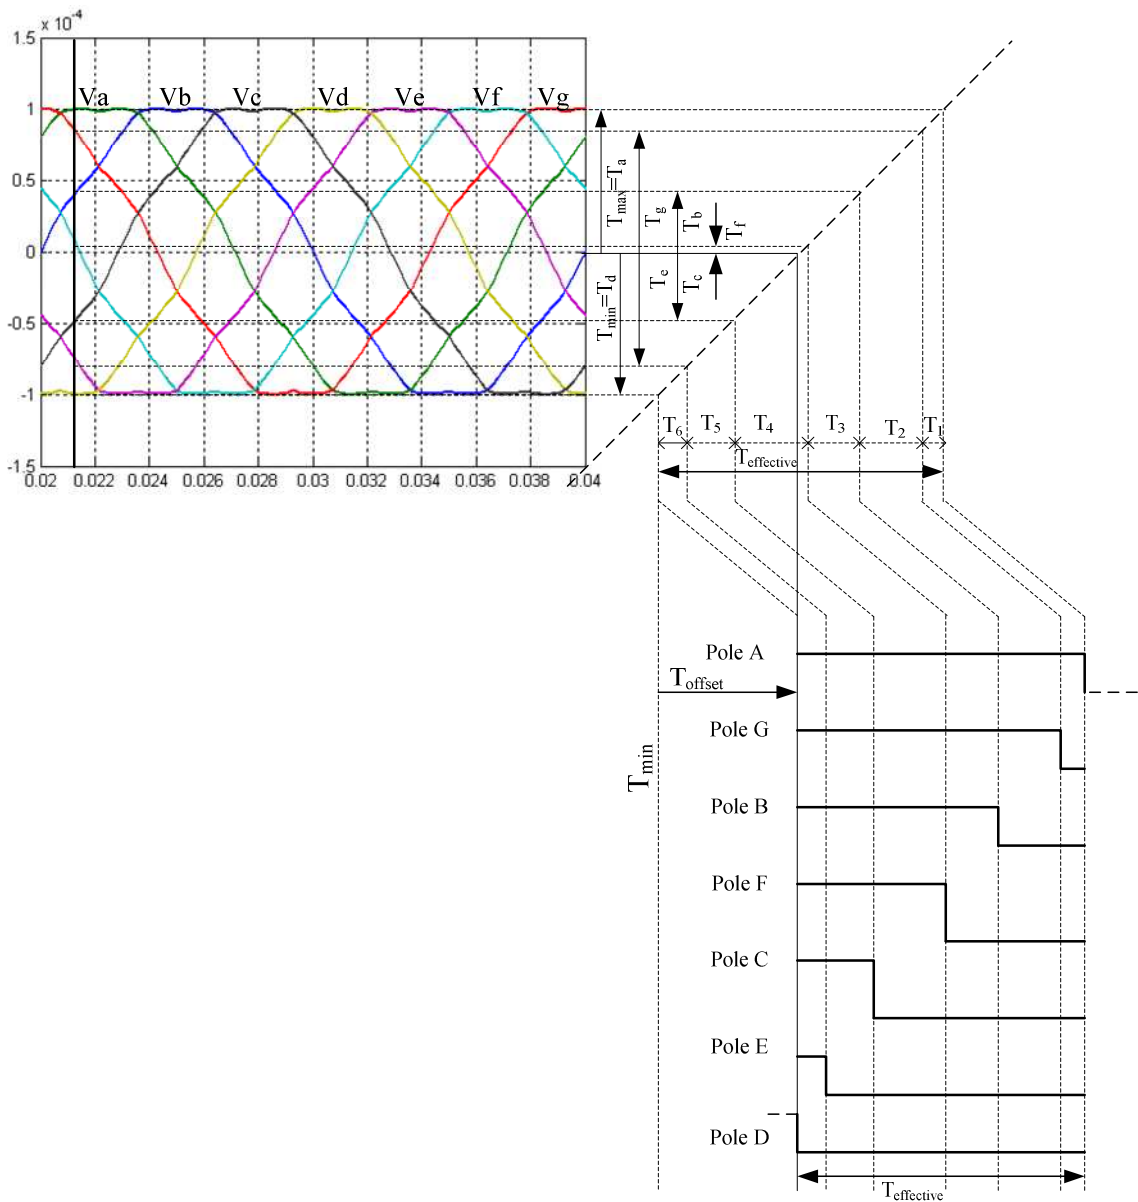 x 10^-4
1.5
1
0.5
0
-0.5
-1
-1.5
Va Vb Vc Vd Ve Vf Vg
0.02 0.022 0.024 0.026 0.028 0.03 0.032 0.034 0.036 0.038 0.04
Tmax=Ta
Tg
Tb
Tf
Tmin=Td
Te
Tc
T6 T5 T4 T3 T2 T1
Teffective
Pole A
Toffset
Pole G
Tmin
Pole B
Pole F
Pole C
Pole E
Pole D
Teffective